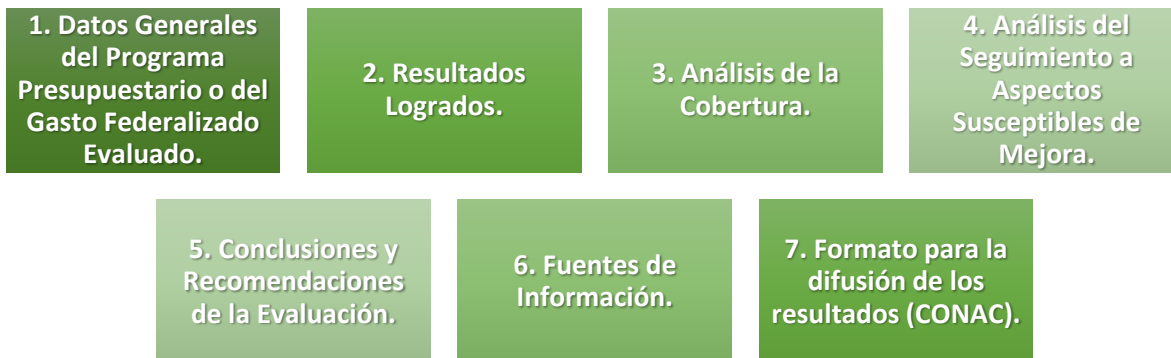 1. Datos Generales
del Programa
Presupuestario o del
Gasto Federalizado
Evaluado.
2. Resultados
Logrados.
3. Análisis de la
Cobertura.
4. Análisis del
Seguimiento a
Aspectos
Susceptibles de
Mejora.
5. Conclusiones y
Recomendaciones
de la Evaluación.
6. Fuentes de
Información.
7. Formato para la
difusión de los
resultados (CONAC).